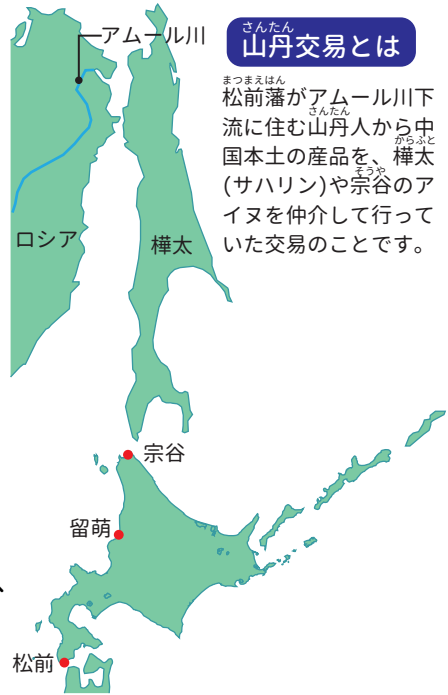 アムール川
山丹交易とは
さんたん
まつまえはん
松前藩がアムール川下
さんたん
流に住む山丹人から中
からふと
国本土の産品を、樺太
そうや
(サハリン)や宗谷のア
イヌを仲介して行って
いた交易のことです。
ロシア
樺太
宗谷
留萌
松前